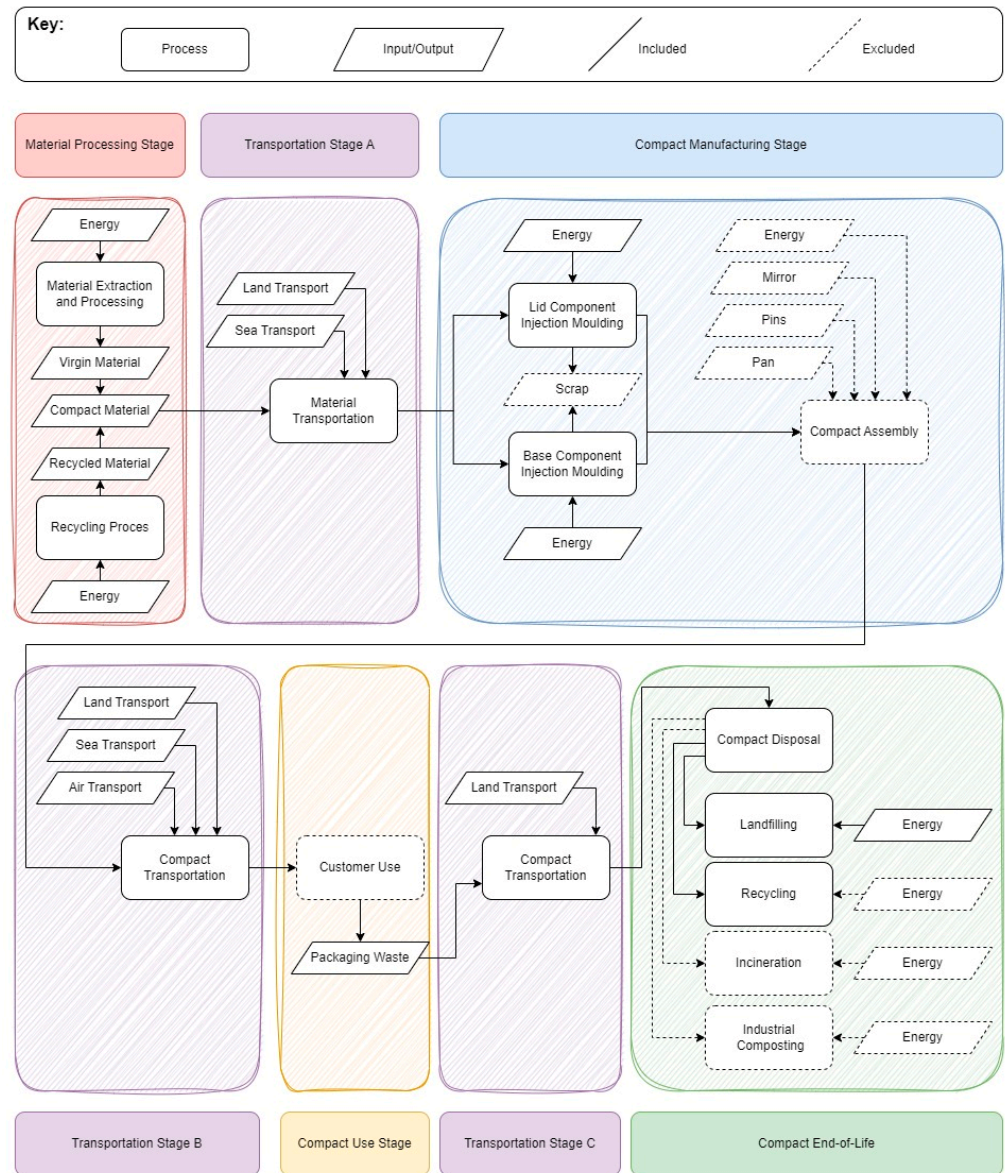 Key:
Process
Input/Output
Included
Excluded
Material Processing Stage
Transportation Stage A
Compact Manufacturing Stage
Energy
Material Extraction
and Processing
Virgin Material
Compact Material
Recycled Material
Recycling Proces
Energy
Land Transport
Sea Transport
Material
Transportation
Energy
Lid Component
Injection Moulding
Scrap
Base Component
Injection Moulding
Energy
Energy
Mirror
Pins
Pan
Compact Assembly
Land Transport
Sea Transport
Air Transport
Compact
Transportation
Customer Use
Packaging Waste
Land Transport
Compact
Transportation
Compact Disposal
Landfilling
Energy
Recycling
Energy
Incineration
Energy
Industrial
Composting
Energy
Transportation Stage B
Compact Use Stage
Transportation Stage C
Compact End-of-Life